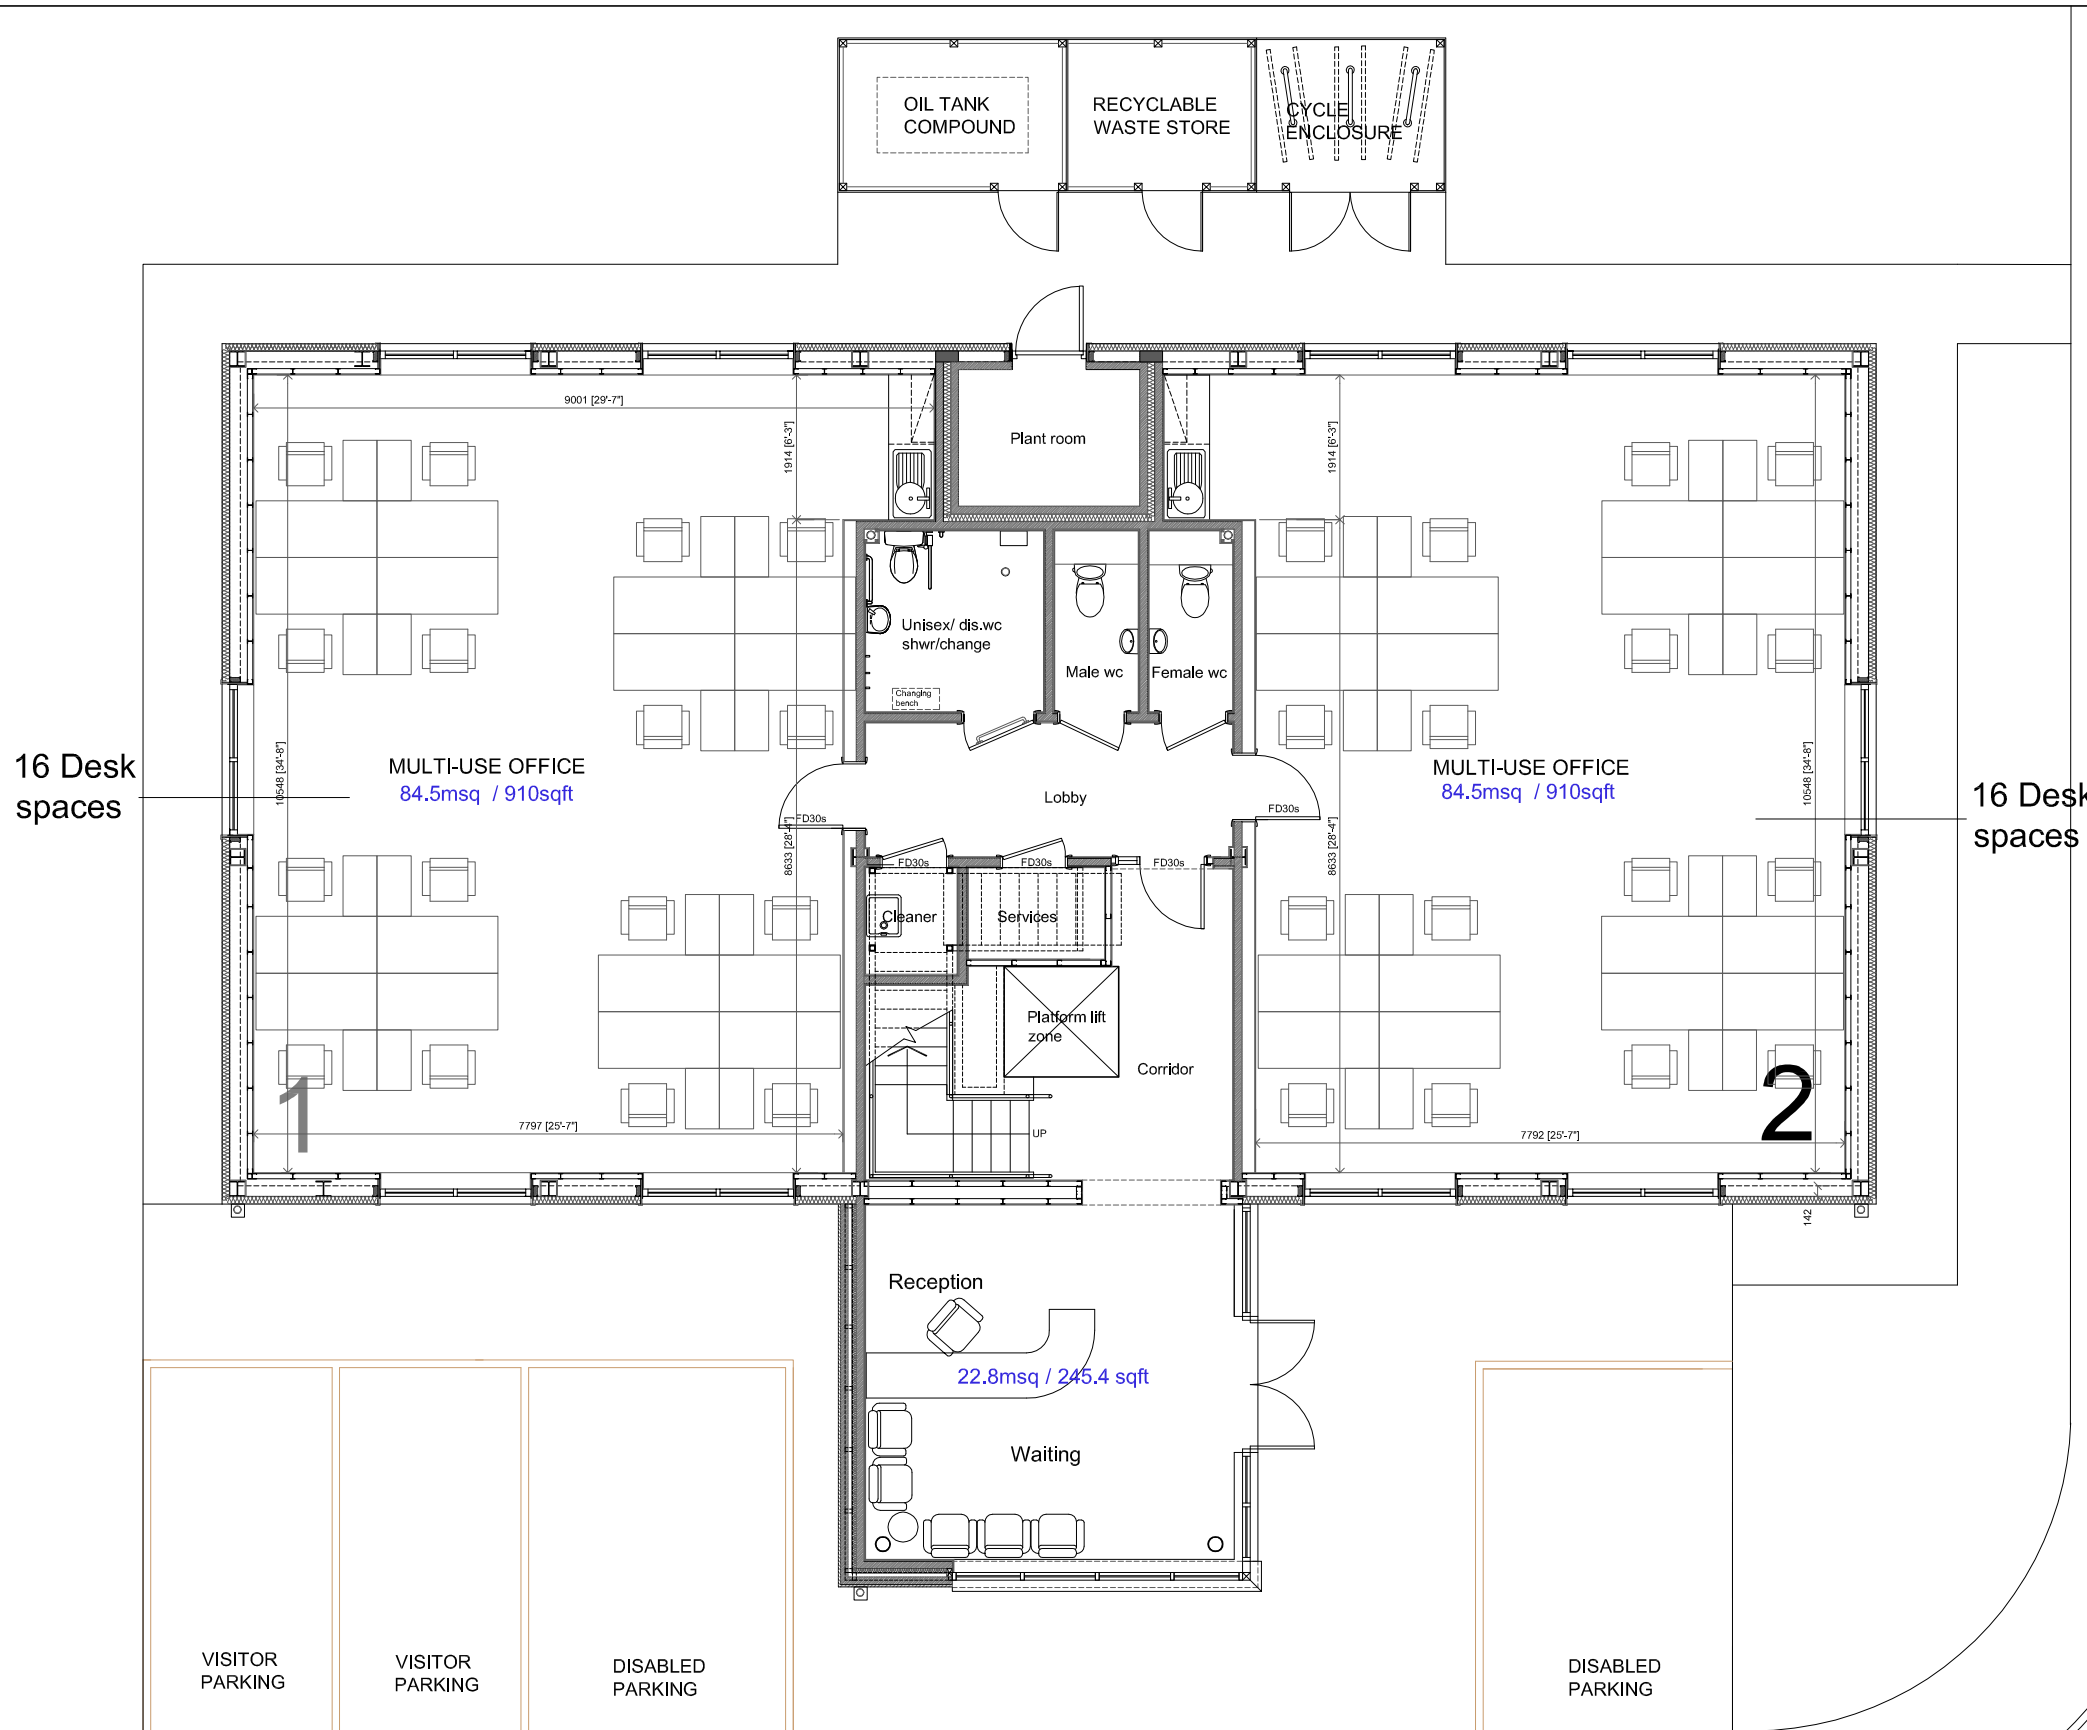 OIL TANK
COMPOUND
RECYCLABLE
WASTE STORE
CYCLE
ENCLOSURE
9001 [29'-7"]
1914 [6'-3"]
Plant room
1914 [6'-3"]
Unisex/ dis.wc
shwr/change
Changing
bench
Male wc
Female wc
16 Desk
spaces
10548 [34'-8"]
MULTI-USE OFFICE
84.5msq / 910sqft
8633 [28'-4"]
FD30s
Lobby
FD30s
8633 [28'-4"]
MULTI-USE OFFICE
84.5msq / 910sqft
10548 [34'-8"]
16 Desk
spaces
FD30s
FD30s
FD30s
Cleaner
Services
Platform lift
zone
Corridor
UP
1
7797 [25'-7"]
2
7792 [25'-7"]
142
Reception
22.8msq / 245.4 sqft
Waiting
VISITOR
PARKING
VISITOR
PARKING
DISABLED
PARKING
DISABLED
PARKING